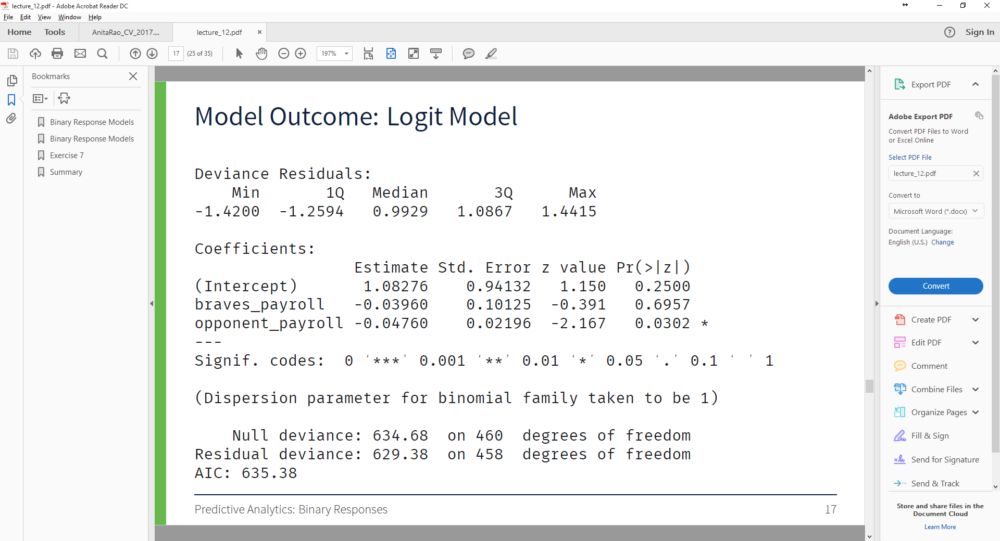 lecture_12.pdf - Adobe Acrobat Reader DC
File Edit View Window Help
Home Tools AnitaRao_CV_2017.... lecture_12.pdf × ? Sign In
17 (25 of 35) 197%
Bookmarks
Binary Response Models
Binary Response Models
Exercise 7
Summary
Model Outcome: Logit Model
Deviance Residuals:
Min 1Q Median 3Q Max
-1.4200 -1.2594 0.9929 1.0867 1.4415
Coefficients:
Estimate Std. Error z value Pr(>|z|)
(Intercept) 1.08276 0.94132 1.150 0.2500
braves_payroll -0.03960 0.10125 -0.391 0.6957
opponent_payroll -0.04760 0.02196 -2.167 0.0302 *
---
Signif. codes: 0 ‘***’ 0.001 ‘**’ 0.01 ‘*’ 0.05 ‘.’ 0.1 ‘ ’ 1
(Dispersion parameter for binomial family taken to be 1)
Null deviance: 634.68 on 460 degrees of freedom
Residual deviance: 629.38 on 458 degrees of freedom
AIC: 635.38
Predictive Analytics: Binary Responses 17
Export PDF
Adobe Export PDF
Convert PDF Files to Word
or Excel Online
Select PDF File
lecture_12.pdf
Convert to
Microsoft Word (*.docx)
Document Language:
English (U.S.) Change
Convert
Create PDF
Edit PDF
Comment
Combine Files
Organize Pages
Fill & Sign
Send for Signature
Send & Track
Store and share files in the
Document Cloud
Learn More